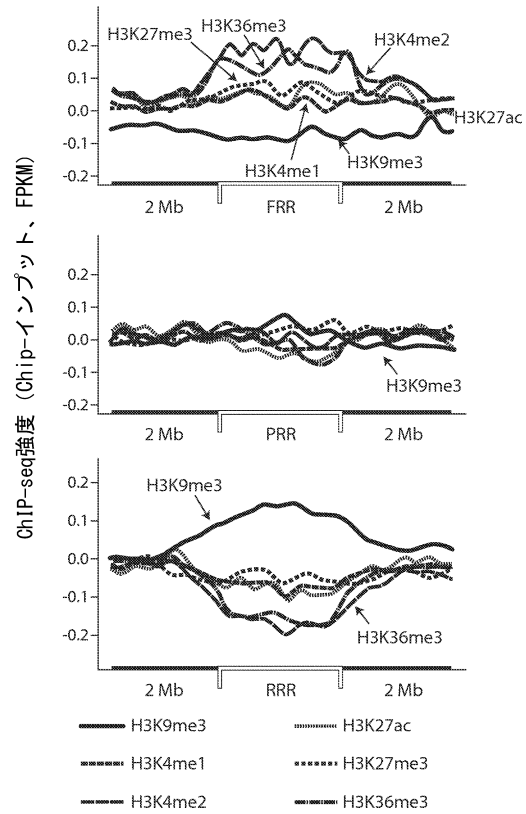 ChIP-seq強度 (Chip-インプット、FPKM)
0.2
0.1
0.0
-0.1
-0.2
H3K27me3
H3K36me3
H3K4me2
H3K27ac
H3K4me1
H3K9me3
2 Mb FRR 2 Mb
0.2
0.1
0.0
-0.1
-0.2
H3K9me3
2 Mb PRR 2 Mb
0.2
0.1
0.0
-0.1
-0.2
H3K9me3
H3K36me3
2 Mb RRR 2 Mb
H3K9me3 H3K27ac
H3K4me1 H3K27me3
H3K4me2 H3K36me3